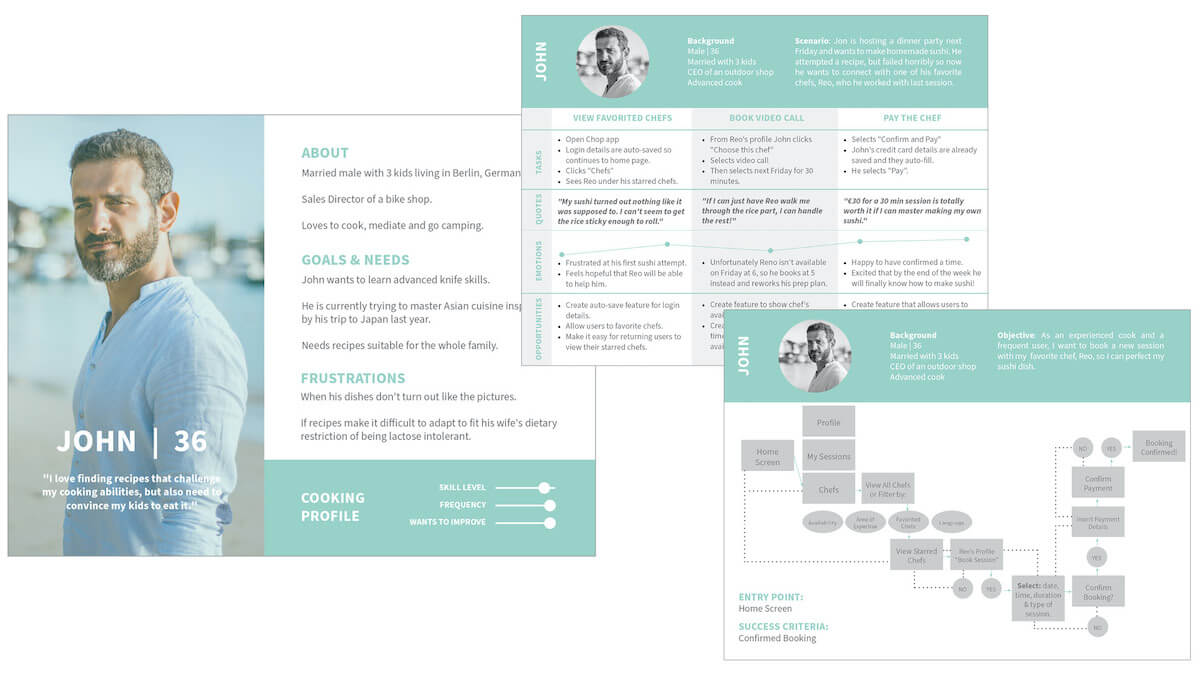 ABOUT
Married male with 3 kids living in Berlin, German
Sales Director of a bike shop.
Loves to cook, mediate and go camping.
GOALS & NEEDS
John wants to learn advanced knife skills.
He is currently trying to master Asian cuisine insp
by his trip to Japan last year.
Needs recipes suitable for the whole family.
FRUSTRATIONS
When his dishes don't turn out like the pictures.
If recipes make it difficult to adapt to fit his wife's dietary
restriction of being lactose intolerant.
JOHN | 36
"I love finding recipes that challenge
my cooking abilities, but also need to
convince my kids to eat it."
COOKING
PROFILE
SKILL LEVEL
FREQUENCY
WANTS TO IMPROVE
JOHN
Background
Male | 36
Married with 3 kids
CEO of an outdoor shop
Advanced cook
Scenario: Jon is hosting a dinner party next
Friday and wants to make homemade sushi. He
attempted a recipe, but failed horribly so now
he wants to connect with one of his favorite
chefs, Reo, who he worked with last session.
VIEW FAVORITED CHEFS
BOOK VIDEO CALL
PAY THE CHEF
TASKS
• Open Chop app
• Login details are auto-saved so
continues to home page.
• Clicks "Chefs"
• Sees Reo under his starred chefs.
• From Reo's profile John clicks
"Choose this chef"
• Selects video call
• Then selects next Friday for 30
minutes.
• Selects "Confirm and Pay"
• John's credit card details are already
saved and they auto-fill.
• He selects "Pay".
QUOTES
"My sushi turned out nothing like it
was supposed to. I can't seem to get
the rice sticky enough to roll."
"If I can just have Reo walk me
through the rice part, I can handle
the rest!"
"€30 for a 30 min session is totally
worth it if I can master making my own
sushi."
EMOTIONS
• Frustrated at his first sushi attempt.
• Feels hopeful that Reo will be able
to help him.
• Unfortunately Reno isn't available
on Friday at 6, so he books at 5
instead and reworks his prep plan.
• Happy to have confirmed a time.
• Excited that by the end of the week he
will finally know how to make sushi!
OPPORTUNITIES
• Create auto-save feature for login
details.
• Allow users to favorite chefs.
• Make it easy for returning users to
view their starred chefs.
• Create feature to show chef's
avai
• Crea
time
avai
• Create feature that allows users to
JOHN
Background
Male | 36
Married with 3 kids
CEO of an outdoor shop
Advanced cook
Objective: As an experienced cook and a
frequent user, I want to book a new session
with my favorite chef, Reo, so I can perfect my
sushi dish.
Profile
Home
Screen
My Sessions
Chefs
View All Chefs
or Filter by:
Availability
Area of
Expertise
Favorited
Chefs
Language
View Starred
Chefs
Reo's Profile
"Book Session"
NO
YES
Select: date,
time, duration
& type of
session.
Confirm
Booking?
NO
YES
Insert Payment
Details
Confirm
Payment
NO
YES
Booking
Confirmed!
ENTRY POINT:
Home Screen
SUCCESS CRITERIA:
Confirmed Booking